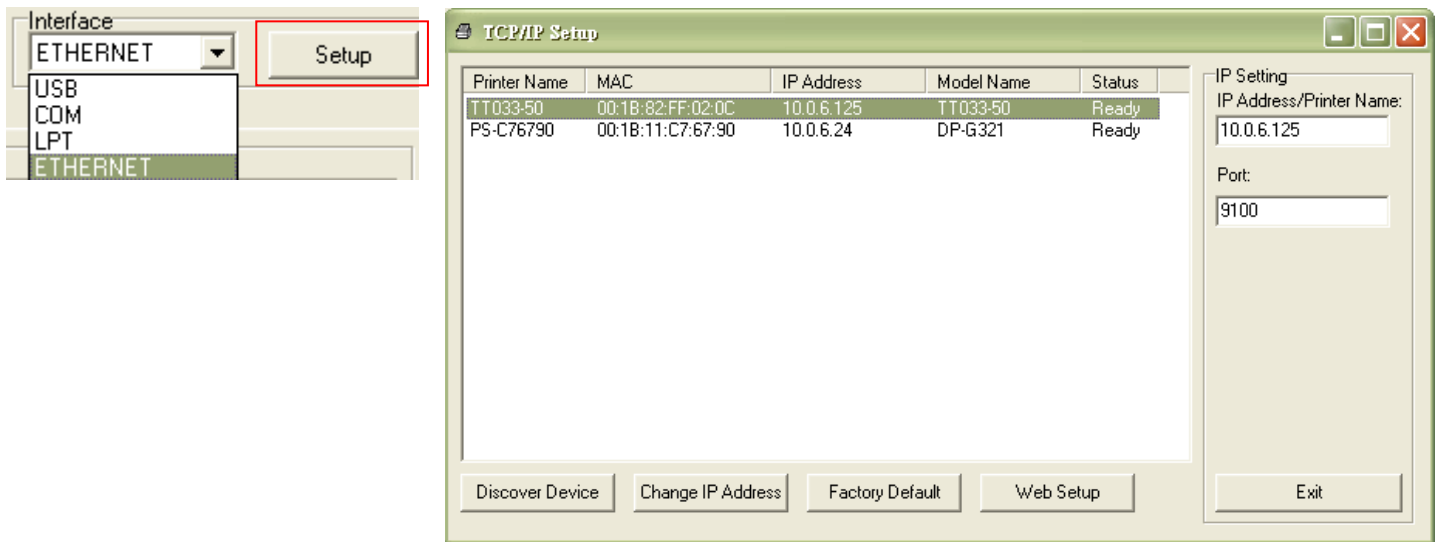 Interface
ETHERNET
Setup
USB
COM
LPT
ETHERNET
TCP/IP Setup
Printer Name MAC IP Address Model Name Status
TT033-50 00:1B:82:FF:02:0C 10.0.6.125 TT033-50 Ready
PS-C76790 00:1B:11:C7:67:90 10.0.6.24 DP-G321 Ready
IP Setting
IP Address/Printer Name:
10.0.6.125
Port:
9100
Discover Device Change IP Address Factory Default Web Setup Exit